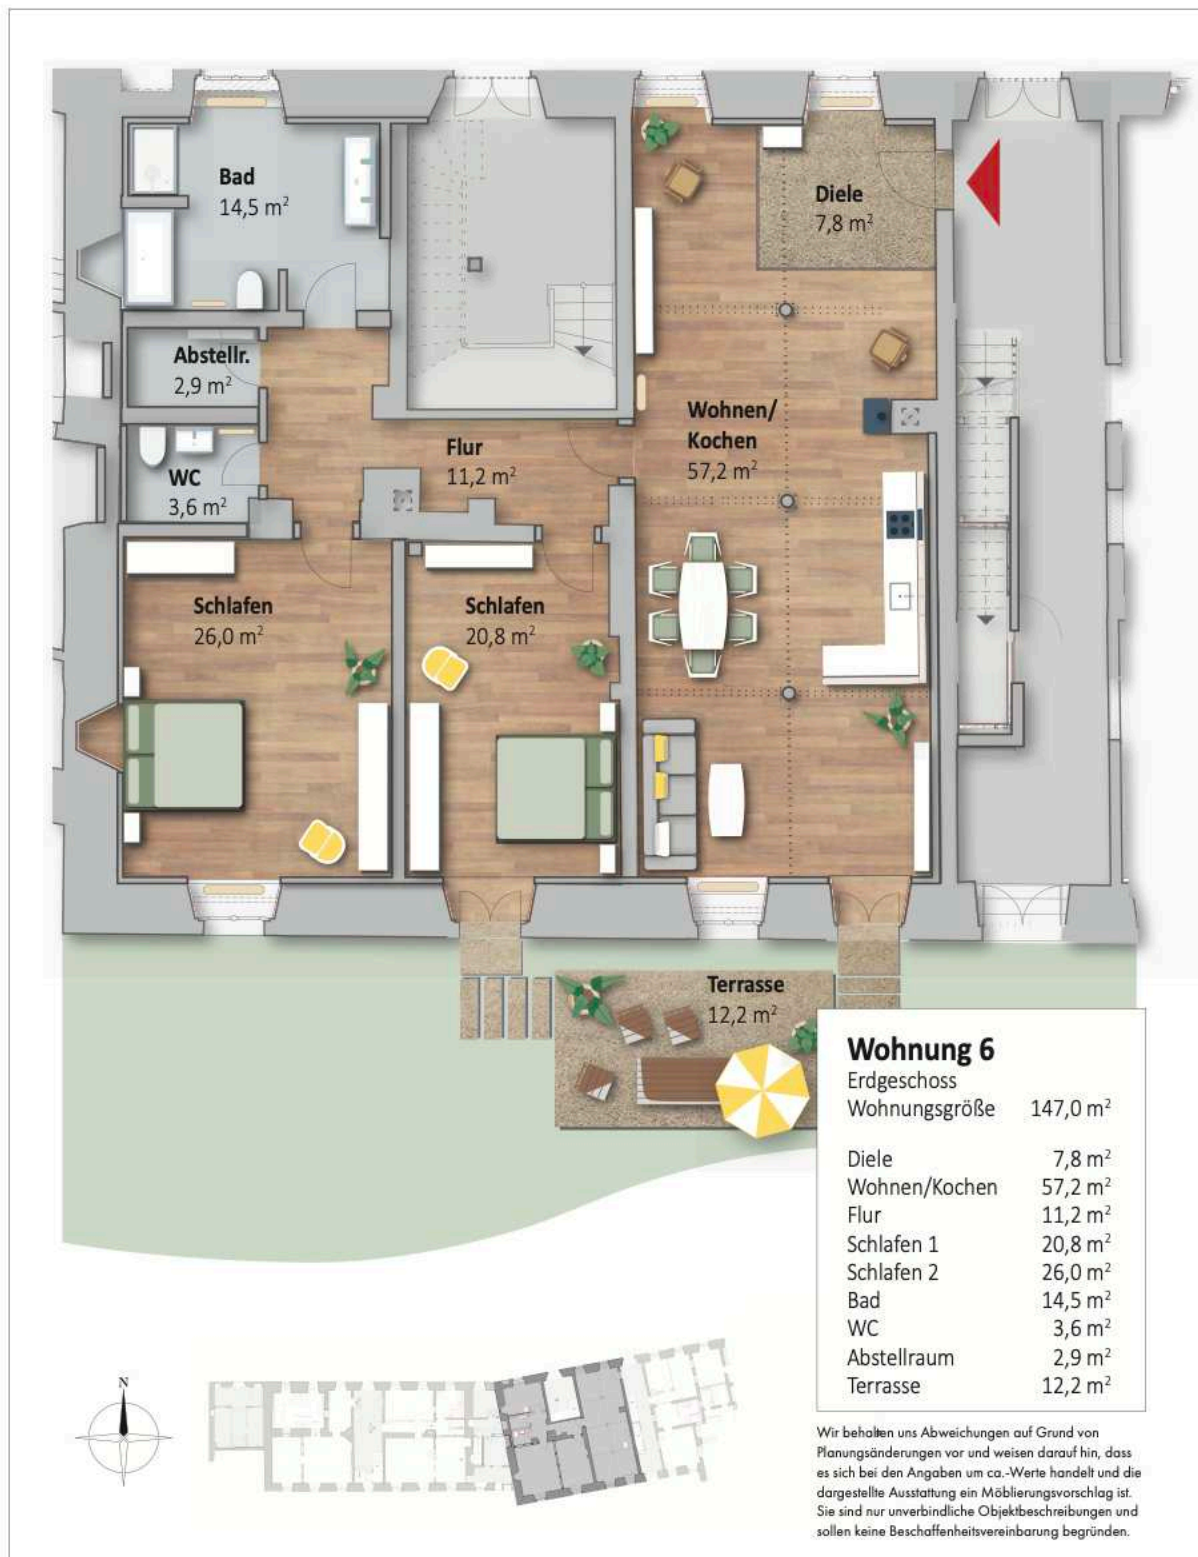 Bad
14,5 m²
Diele
7,8 m²
Abstellr.
2,9 m²
Wohnen/
Kochen
57,2 m²
Flur
11,2 m²
WC
3,6 m²
Schlafen
26,0 m²
Schlafen
20,8 m²
Terrasse
12,2 m²
Wohnung 6
Erdgeschoss
Wohnungsgröße 147,0 m²
Diele 7,8 m²
Wohnen/Kochen 57,2 m²
Flur 11,2 m²
Schlafen 1 20,8 m²
Schlafen 2 26,0 m²
Bad 14,5 m²
WC 3,6 m²
Abstellraum 2,9 m²
Terrasse 12,2 m²
N
Wir behalten uns Abweichungen auf Grund von
Planungsänderungen vor und weisen darauf hin, dass
es sich bei den Angaben um ca.-Werte handelt und die
dargestellte Ausstattung ein Möblierungsvorschlag ist.
Sie sind nur unverbindliche Objektbeschreibungen und
sollen keine Beschaffenheitsvereinbarung begründen.